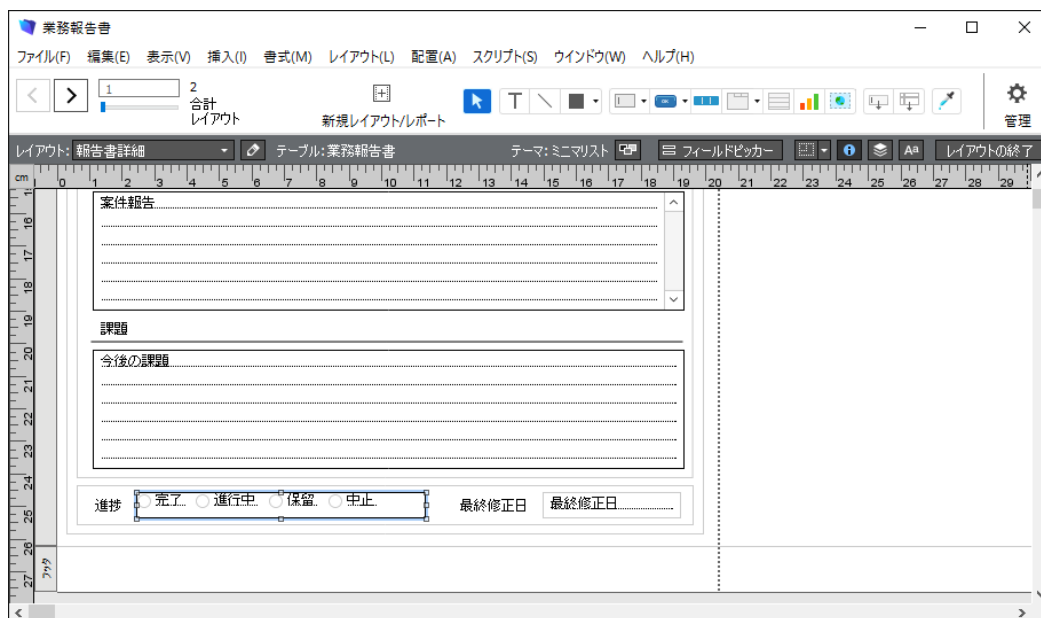 業務報告書
ファイル(F) 編集(E) 表示(V) 挿入(I) 書式(M) レイアウト(L) 配置(A) スクリプト(S) ウインドウ(W) ヘルプ(H)
1
2
合計
レイアウト
新規レイアウト/レポート
T
管理
レイアウト: 報告書詳細 テーブル: 業務報告書 テーマ: ミニマリスト フィールドピッカー Aa レイアウトの終了
cm 0 1 2 3 4 5 6 7 8 9 10 11 12 13 14 15 16 17 18 19 20 21 22 23 24 25 26 27 28 29
案件報告
16
17
18
19
課題
20
今後の課題
21
22
23
24
進捗 完了 進行中 保留 中止 最終修正日 最終修正日
25
26
フッタ
27